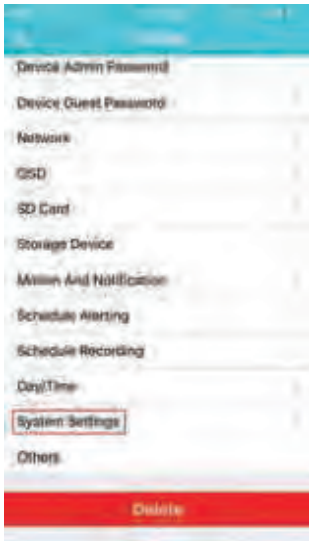 Device Admin Password
Device Guest Password
Network
OSD
SD Card
Storage Device
Motion And Notification
Schedule Alerting
Schedule Recording
Day/Time
System Settings
Others
Delete